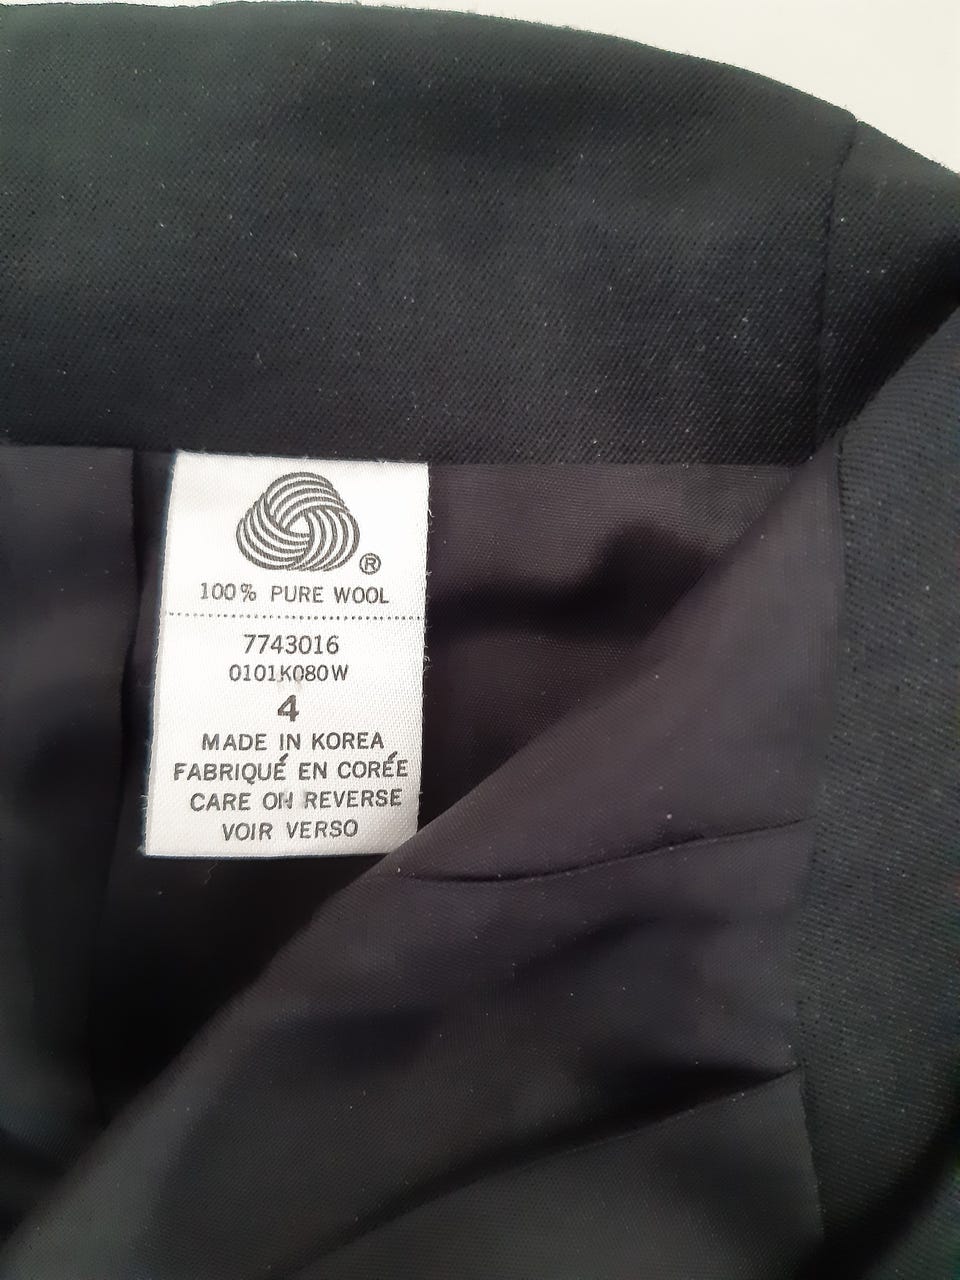 ®
100% PURE WOOL
7743016
0101K080W
4
MADE IN KOREA
FABRIQUÉ EN CORÉE
CARE ON REVERSE
VOIR VERSO